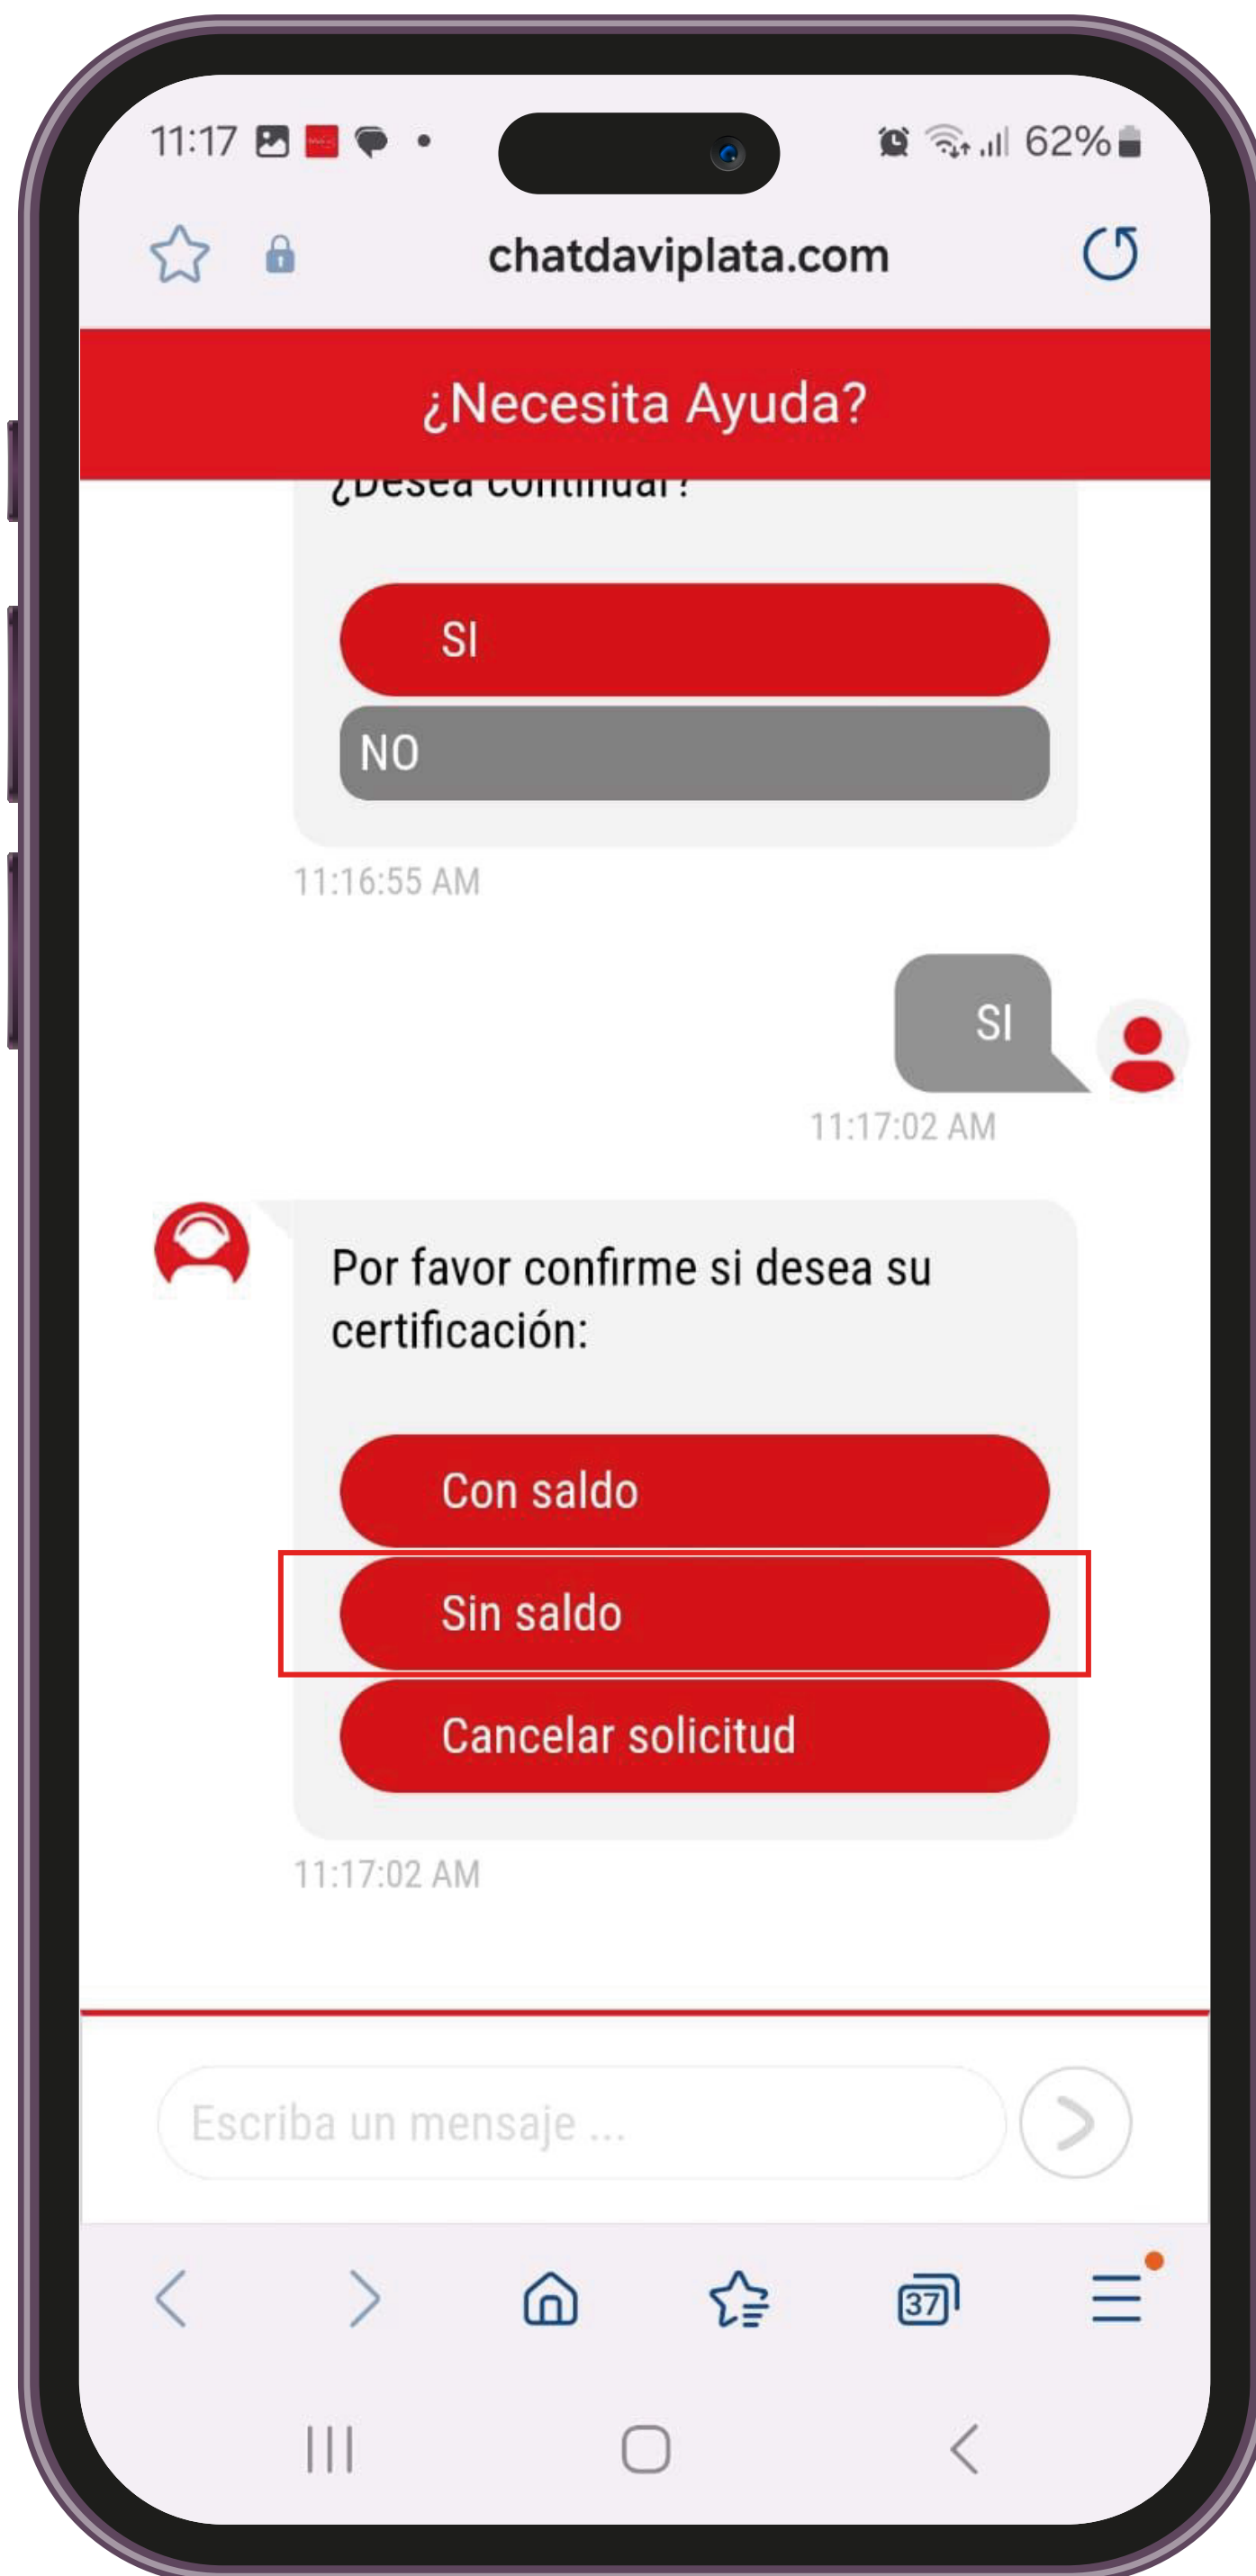 11:17
62%
chatdaviplata.com
¿Necesita Ayuda?
¿Desea continuar?
SI
NO
11:16:55 AM
SI
11:17:02 AM
Por favor confirme si desea su
certificación:
Con saldo
Sin saldo
Cancelar solicitud
11:17:02 AM
Escriba un mensaje ...
37